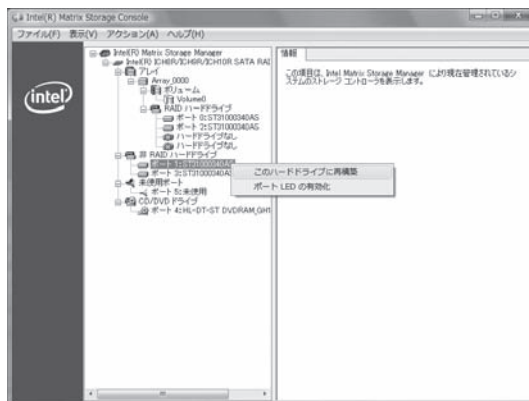 Intel(R) Matrix Storage Console
ファイル(F) 表示(V) アクション(A) ヘルプ(H)
intel
Intel(R) Matrix Storage Manager
Intel(R) ICH8R/ICH9R/ICH10R SATA RAI
アレイ
Array_0000
ボリューム
Volume0
RAID ハードドライブ
ポート 0:ST31000340AS
ポート 2:ST31000340AS
ハードドライブなし
ハードドライブなし
非 RAID ハードドライブ
ポート 1:ST31000340AS
ポート 3:ST31000340AS
未使用ポート
ポート 5:未使用
CD/DVD ドライブ
ポート 4:HL-DT-ST DVDRAM_GH1
このハードドライブに再構築
ポート LED の有効化
情報
この項目は、Intel Matrix Storage Manager により現在管理されているシ
ステムのストレージ コントローラを表示します。